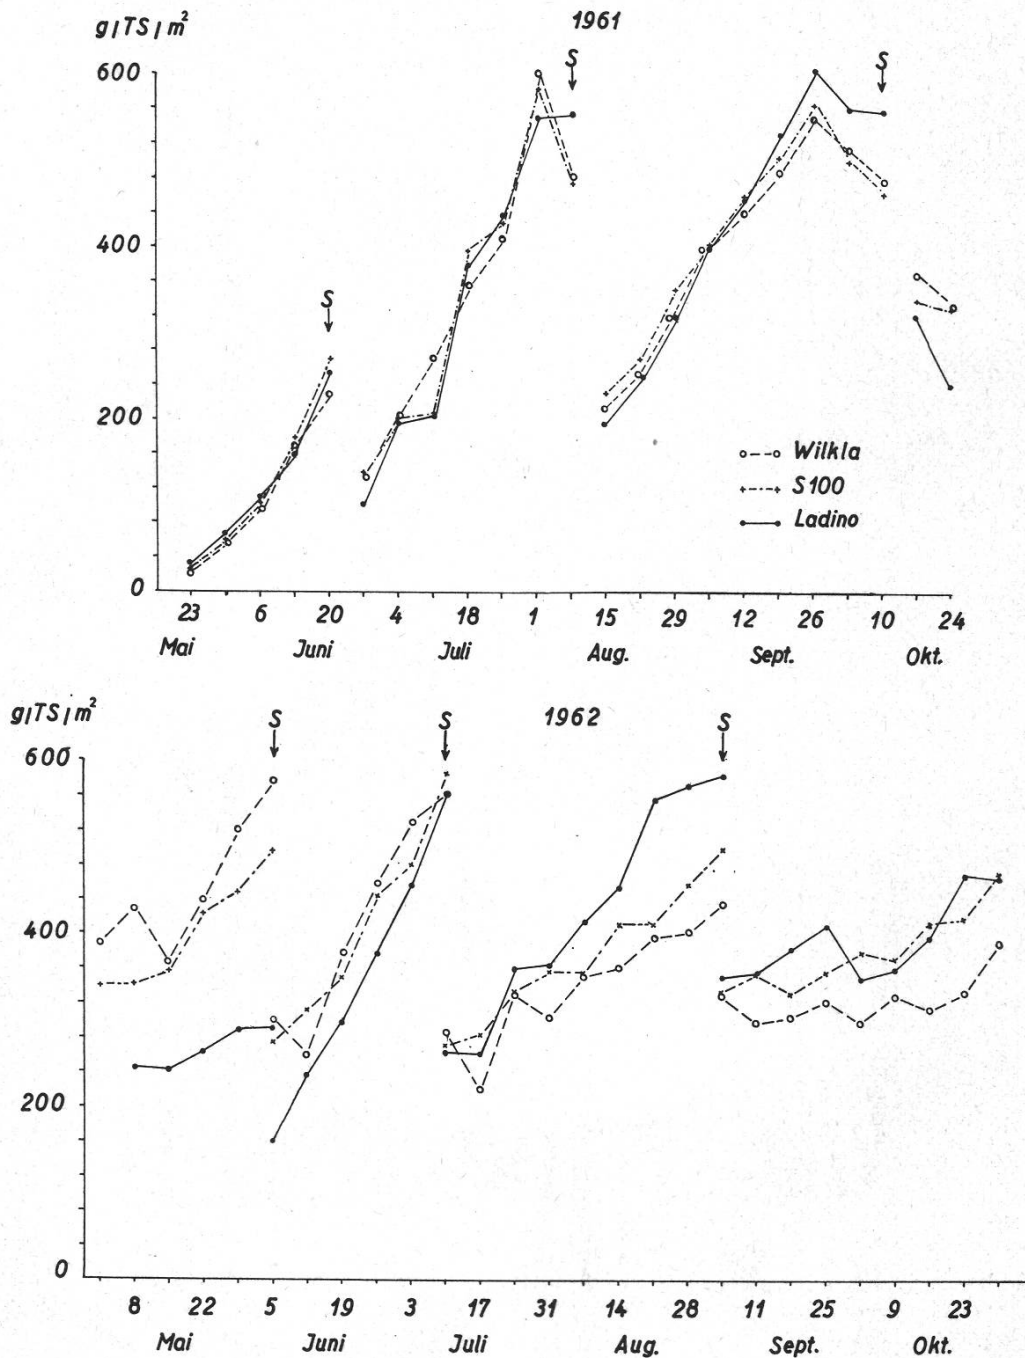 g/TS/m²
1961
S
S
600
400
S
200
o--o Wilkla
+-·-·+ S100
•—• Ladino
0
23 6 20 4 18 1 15 29 12 26 10 24
Mai Juni Juli Aug. Sept. Okt.
g/TS/m²
S
S
1962
S
600
400
200
0
8 22 5 19 3 17 31 14 28 11 25 9 23
Mai Juni Juli Aug. Sept. Okt.